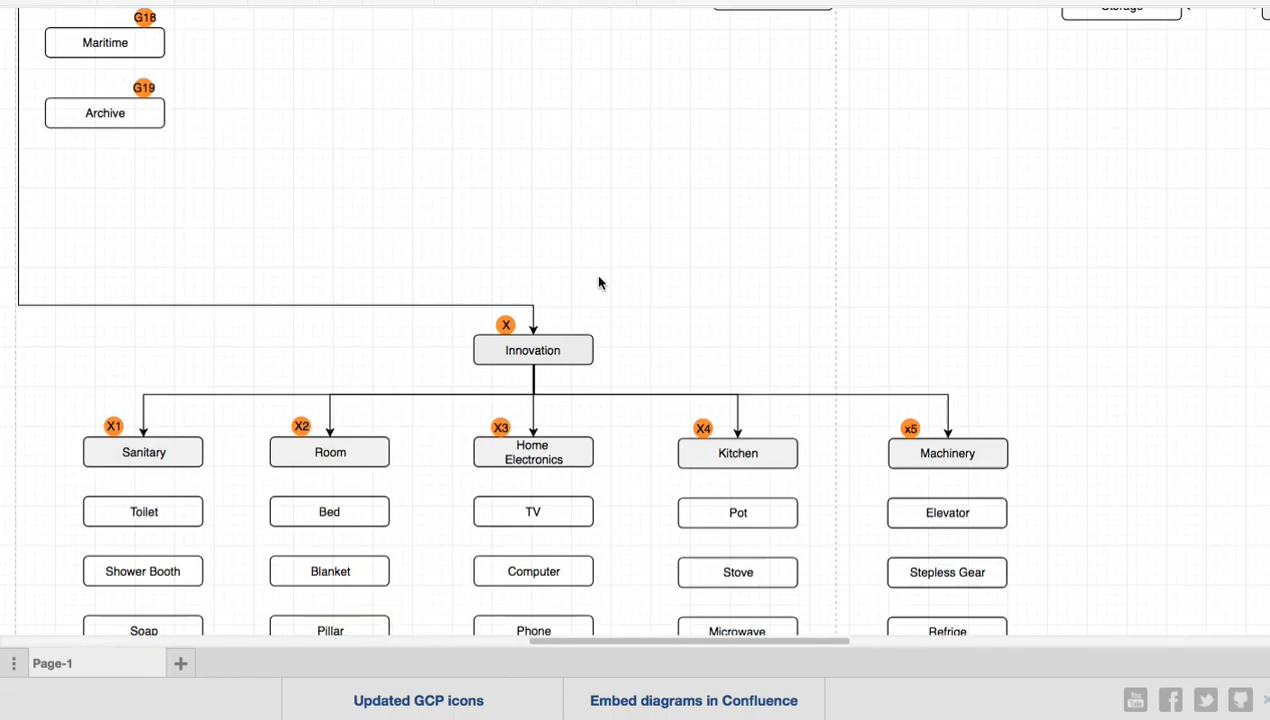 G18
Storage
Maritime
G19
Archive
X
Innovation
X1
X2
X3
X4
x5
Sanitary
Room
Home
Electronics
Kitchen
Machinery
Toilet
Bed
TV
Pot
Elevator
Shower Booth
Blanket
Computer
Stove
Stepless Gear
Soap
Pillar
Phone
Microwave
Refrige
Page-1
Updated GCP icons
Embed diagrams in Confluence
You
Tube